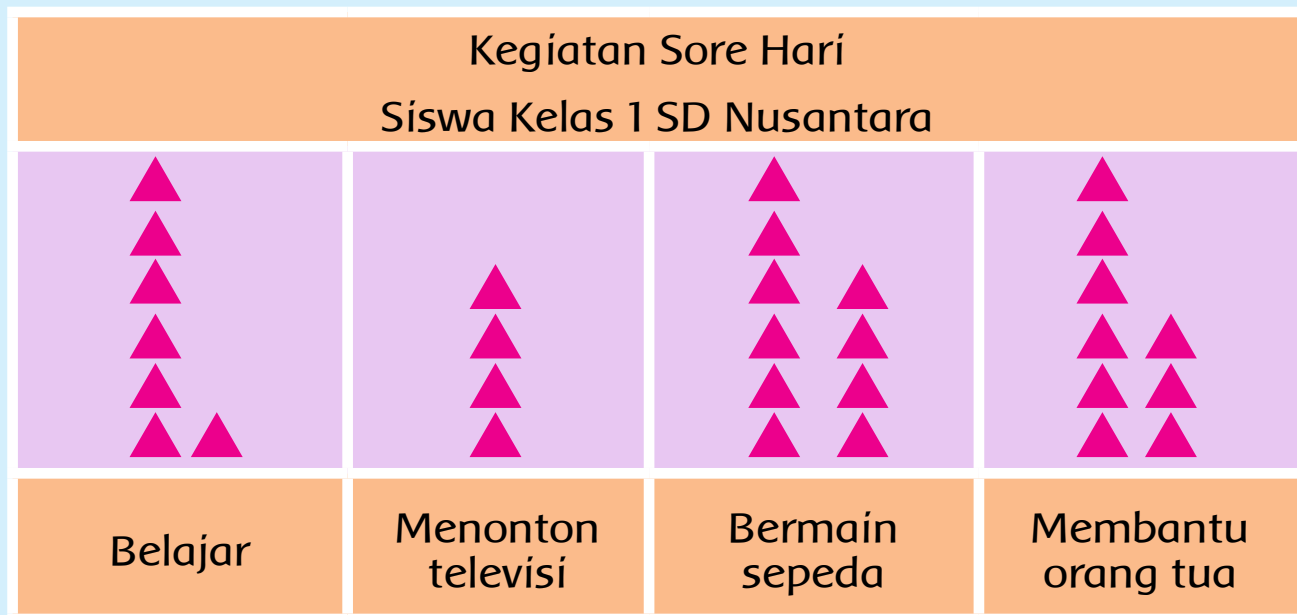 Kegiatan Sore Hari
Siswa Kelas 1 SD Nusantara
Belajar
Menonton
televisi
Bermain
sepeda
Membantu
orang tua